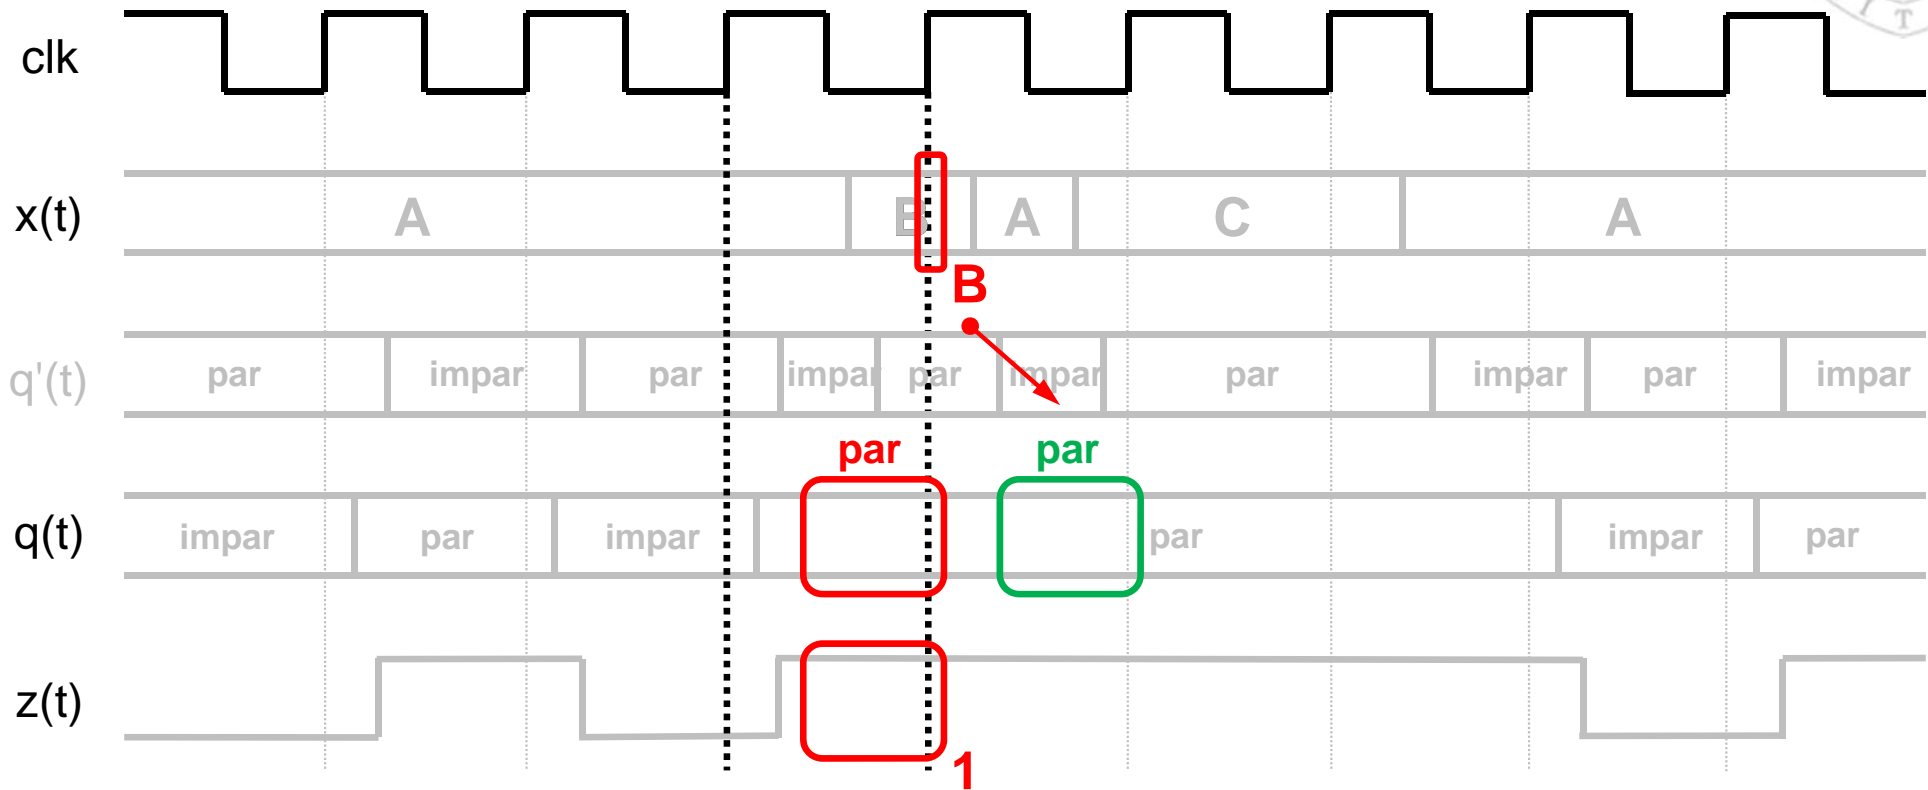 clk
x(t) A B A C A
B
q'(t) par impar par impar par impar par impar par impar
par par
q(t) impar par impar par impar par
z(t)
1
T